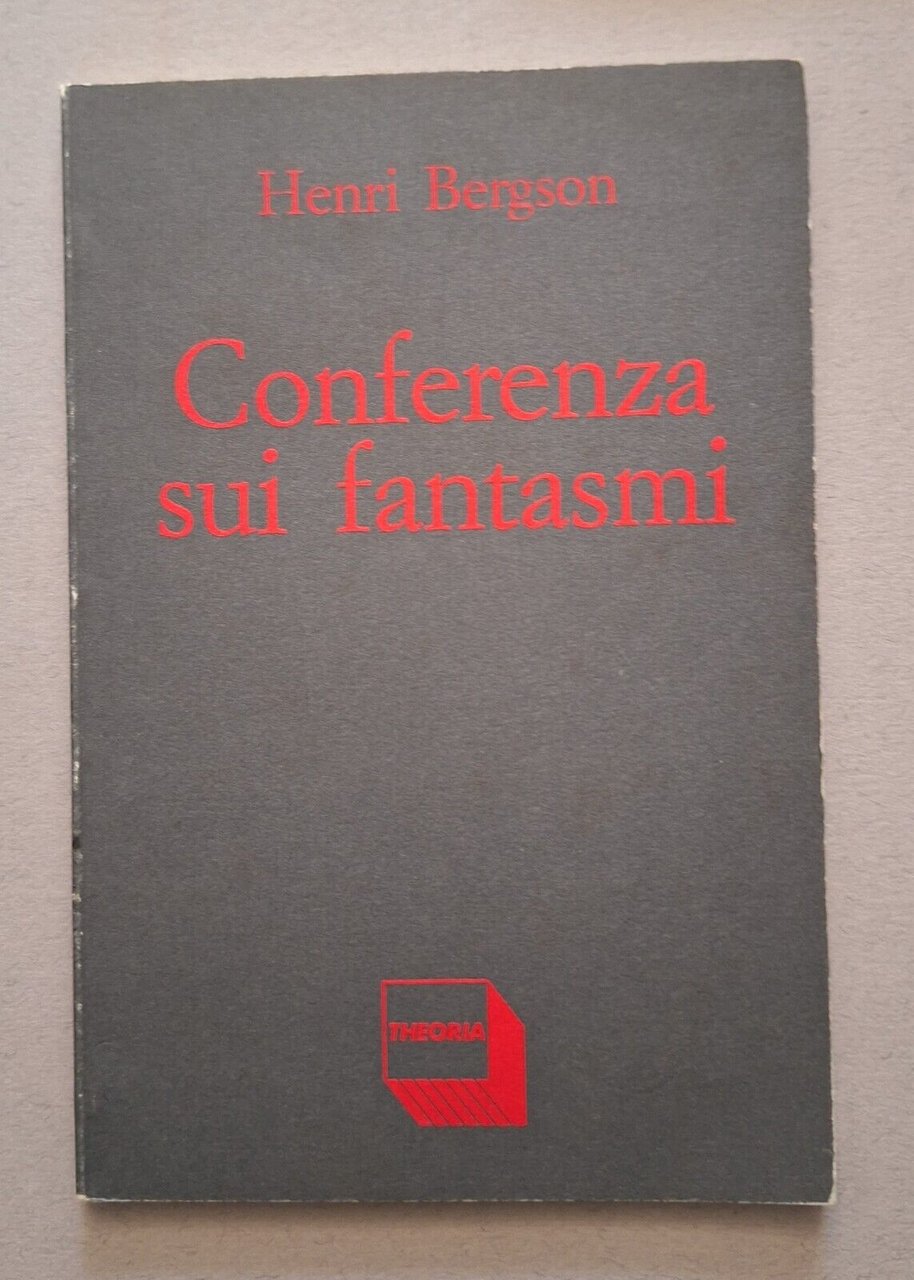 Henri Bergson
Conferenza
sui fantasmi
THEORIA